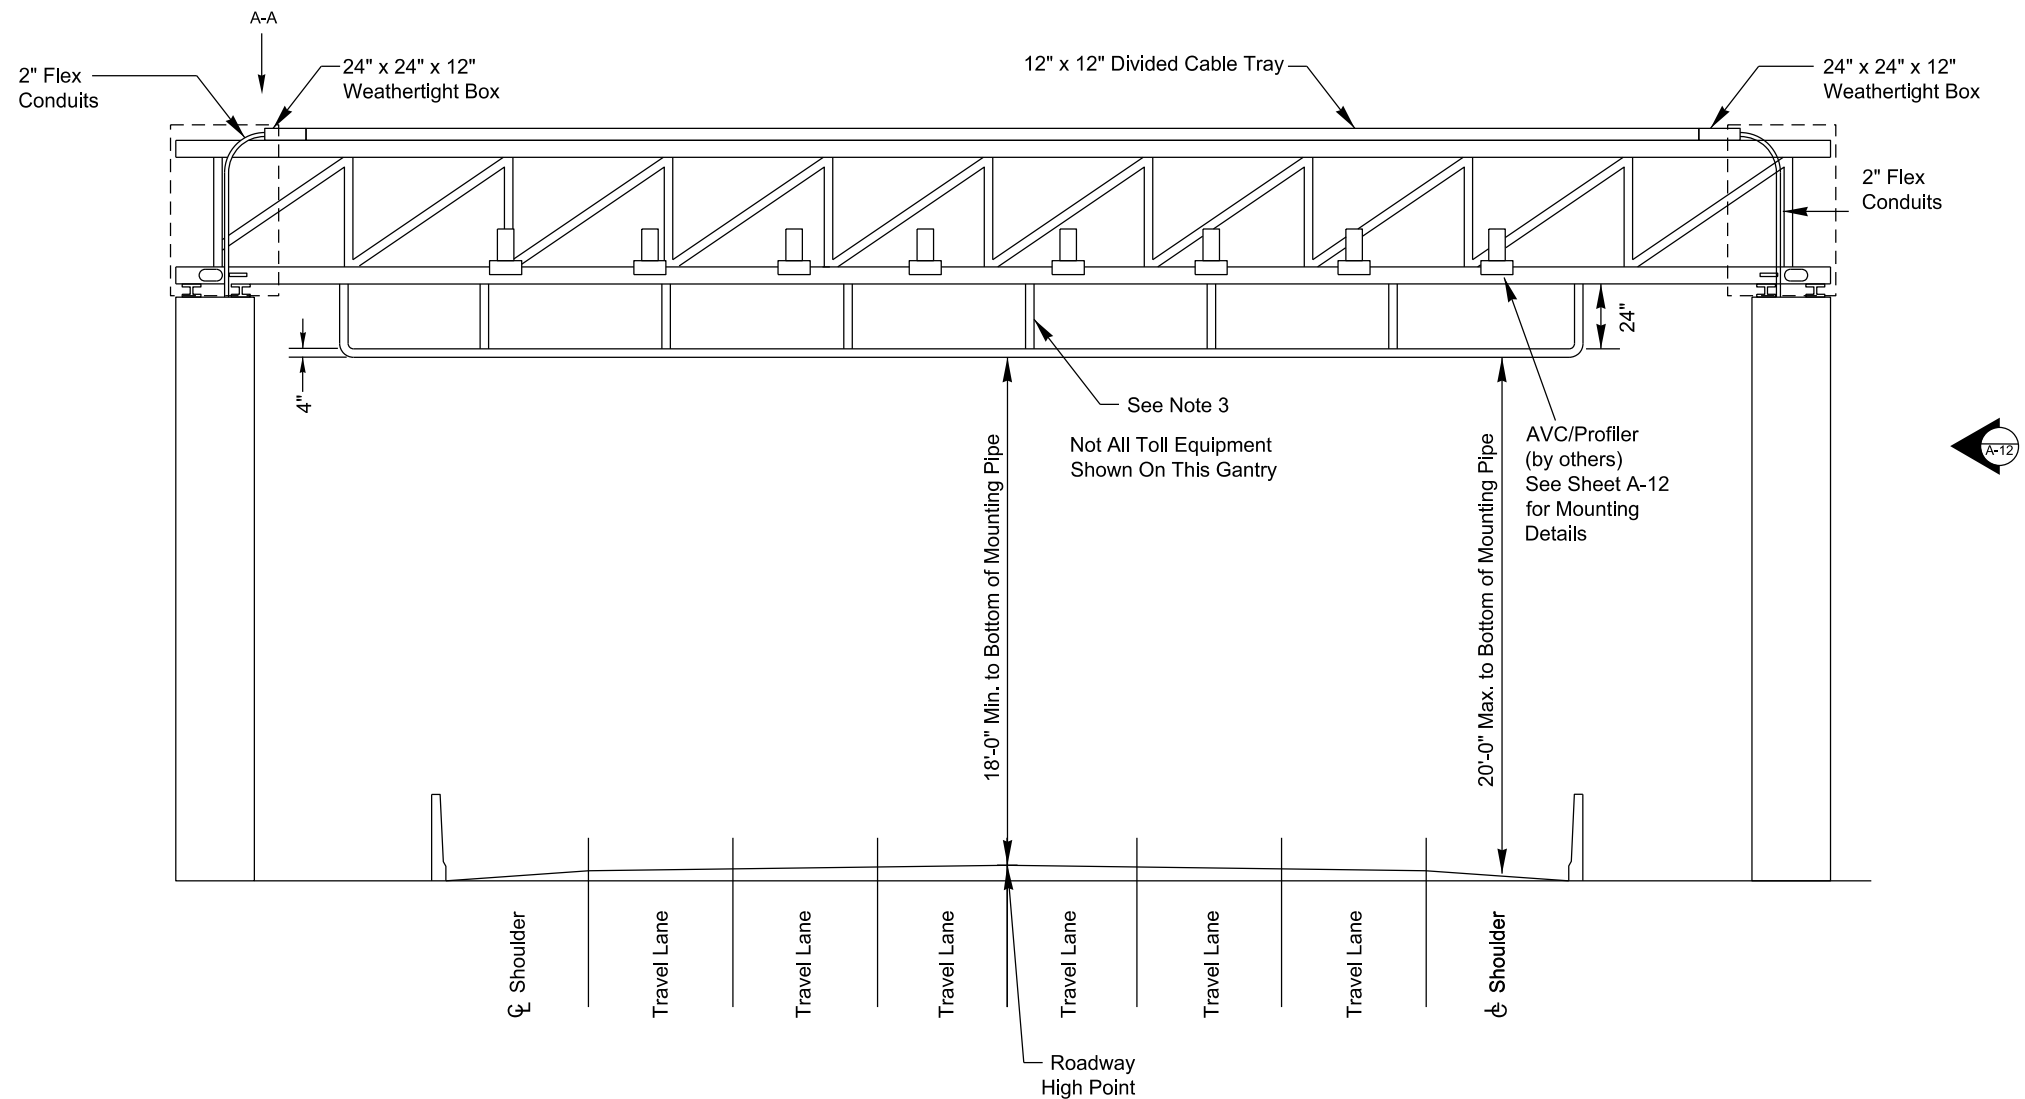 A-A
2" Flex
Conduits
24" x 24" x 12"
Weathertight Box
12" x 12" Divided Cable Tray
24" x 24" x 12"
Weathertight Box
2" Flex
Conduits
24"
4"
See Note 3
Not All Toll Equipment
Shown On This Gantry
18'-0" Min. to Bottom of Mounting Pipe
20'-0" Max. to Bottom of Mounting Pipe
AVC/Profiler
(by others)
See Sheet A-12
for Mounting
Details
A-12
℄ Shoulder
Travel Lane
Travel Lane
Travel Lane
Travel Lane
Travel Lane
Travel Lane
℄ Shoulder
Roadway
High Point